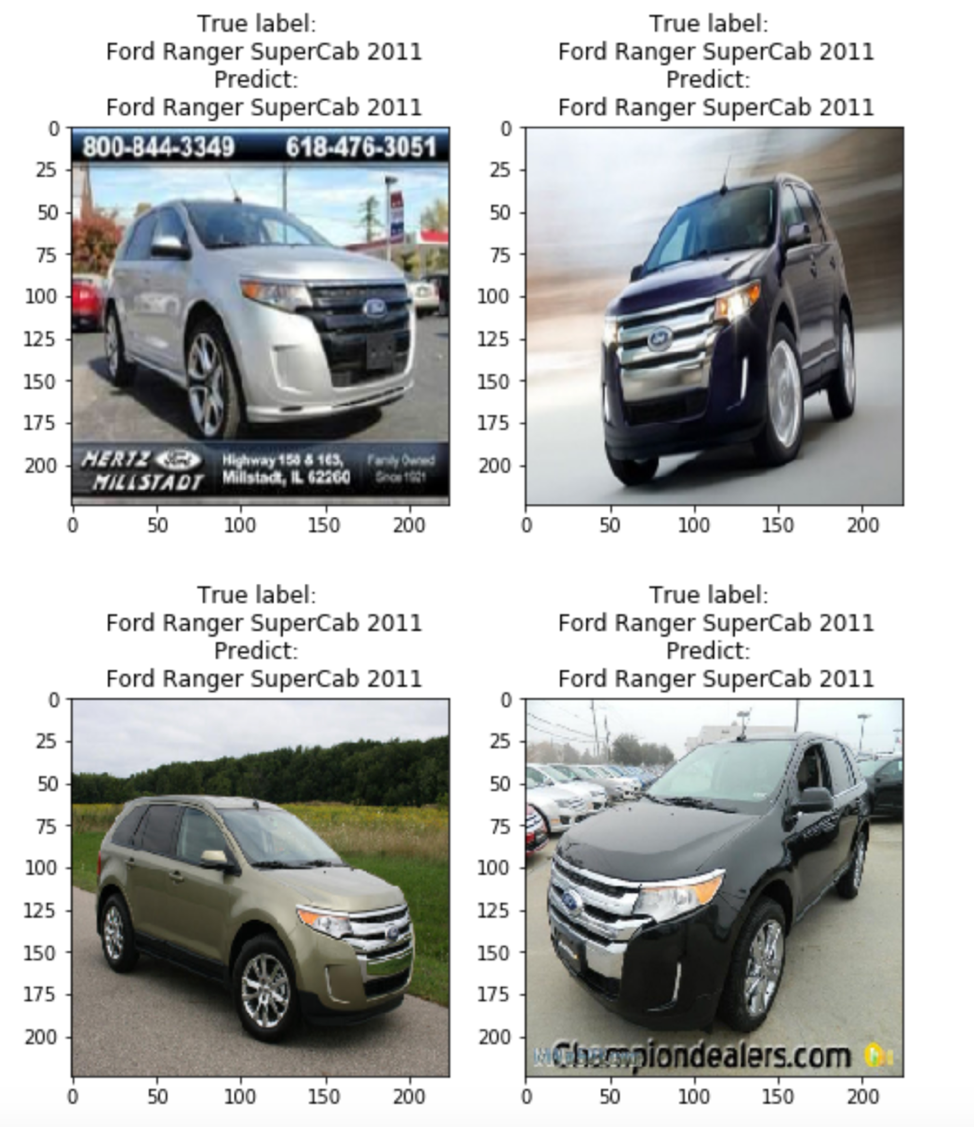 True label:
Ford Ranger SuperCab 2011
Predict:
Ford Ranger SuperCab 2011
0
25
50
75
100
125
150
175
200
0 50 100 150 200
800-844-3349 618-476-3051
Ford
HERTZ Ford
MILLSTADT
Highway 158 & 163,
Millstadt, IL 62260
Family Owned
Since 1921
True label:
Ford Ranger SuperCab 2011
Predict:
Ford Ranger SuperCab 2011
0
25
50
75
100
125
150
175
200
0 50 100 150 200
Ford
True label:
Ford Ranger SuperCab 2011
Predict:
Ford Ranger SuperCab 2011
0
25
50
75
100
125
150
175
200
0 50 100 150 200
True label:
Ford Ranger SuperCab 2011
Predict:
Ford Ranger SuperCab 2011
0
25
50
75
100
125
150
175
200
0 50 100 150 200
Ford
Championdealers.com